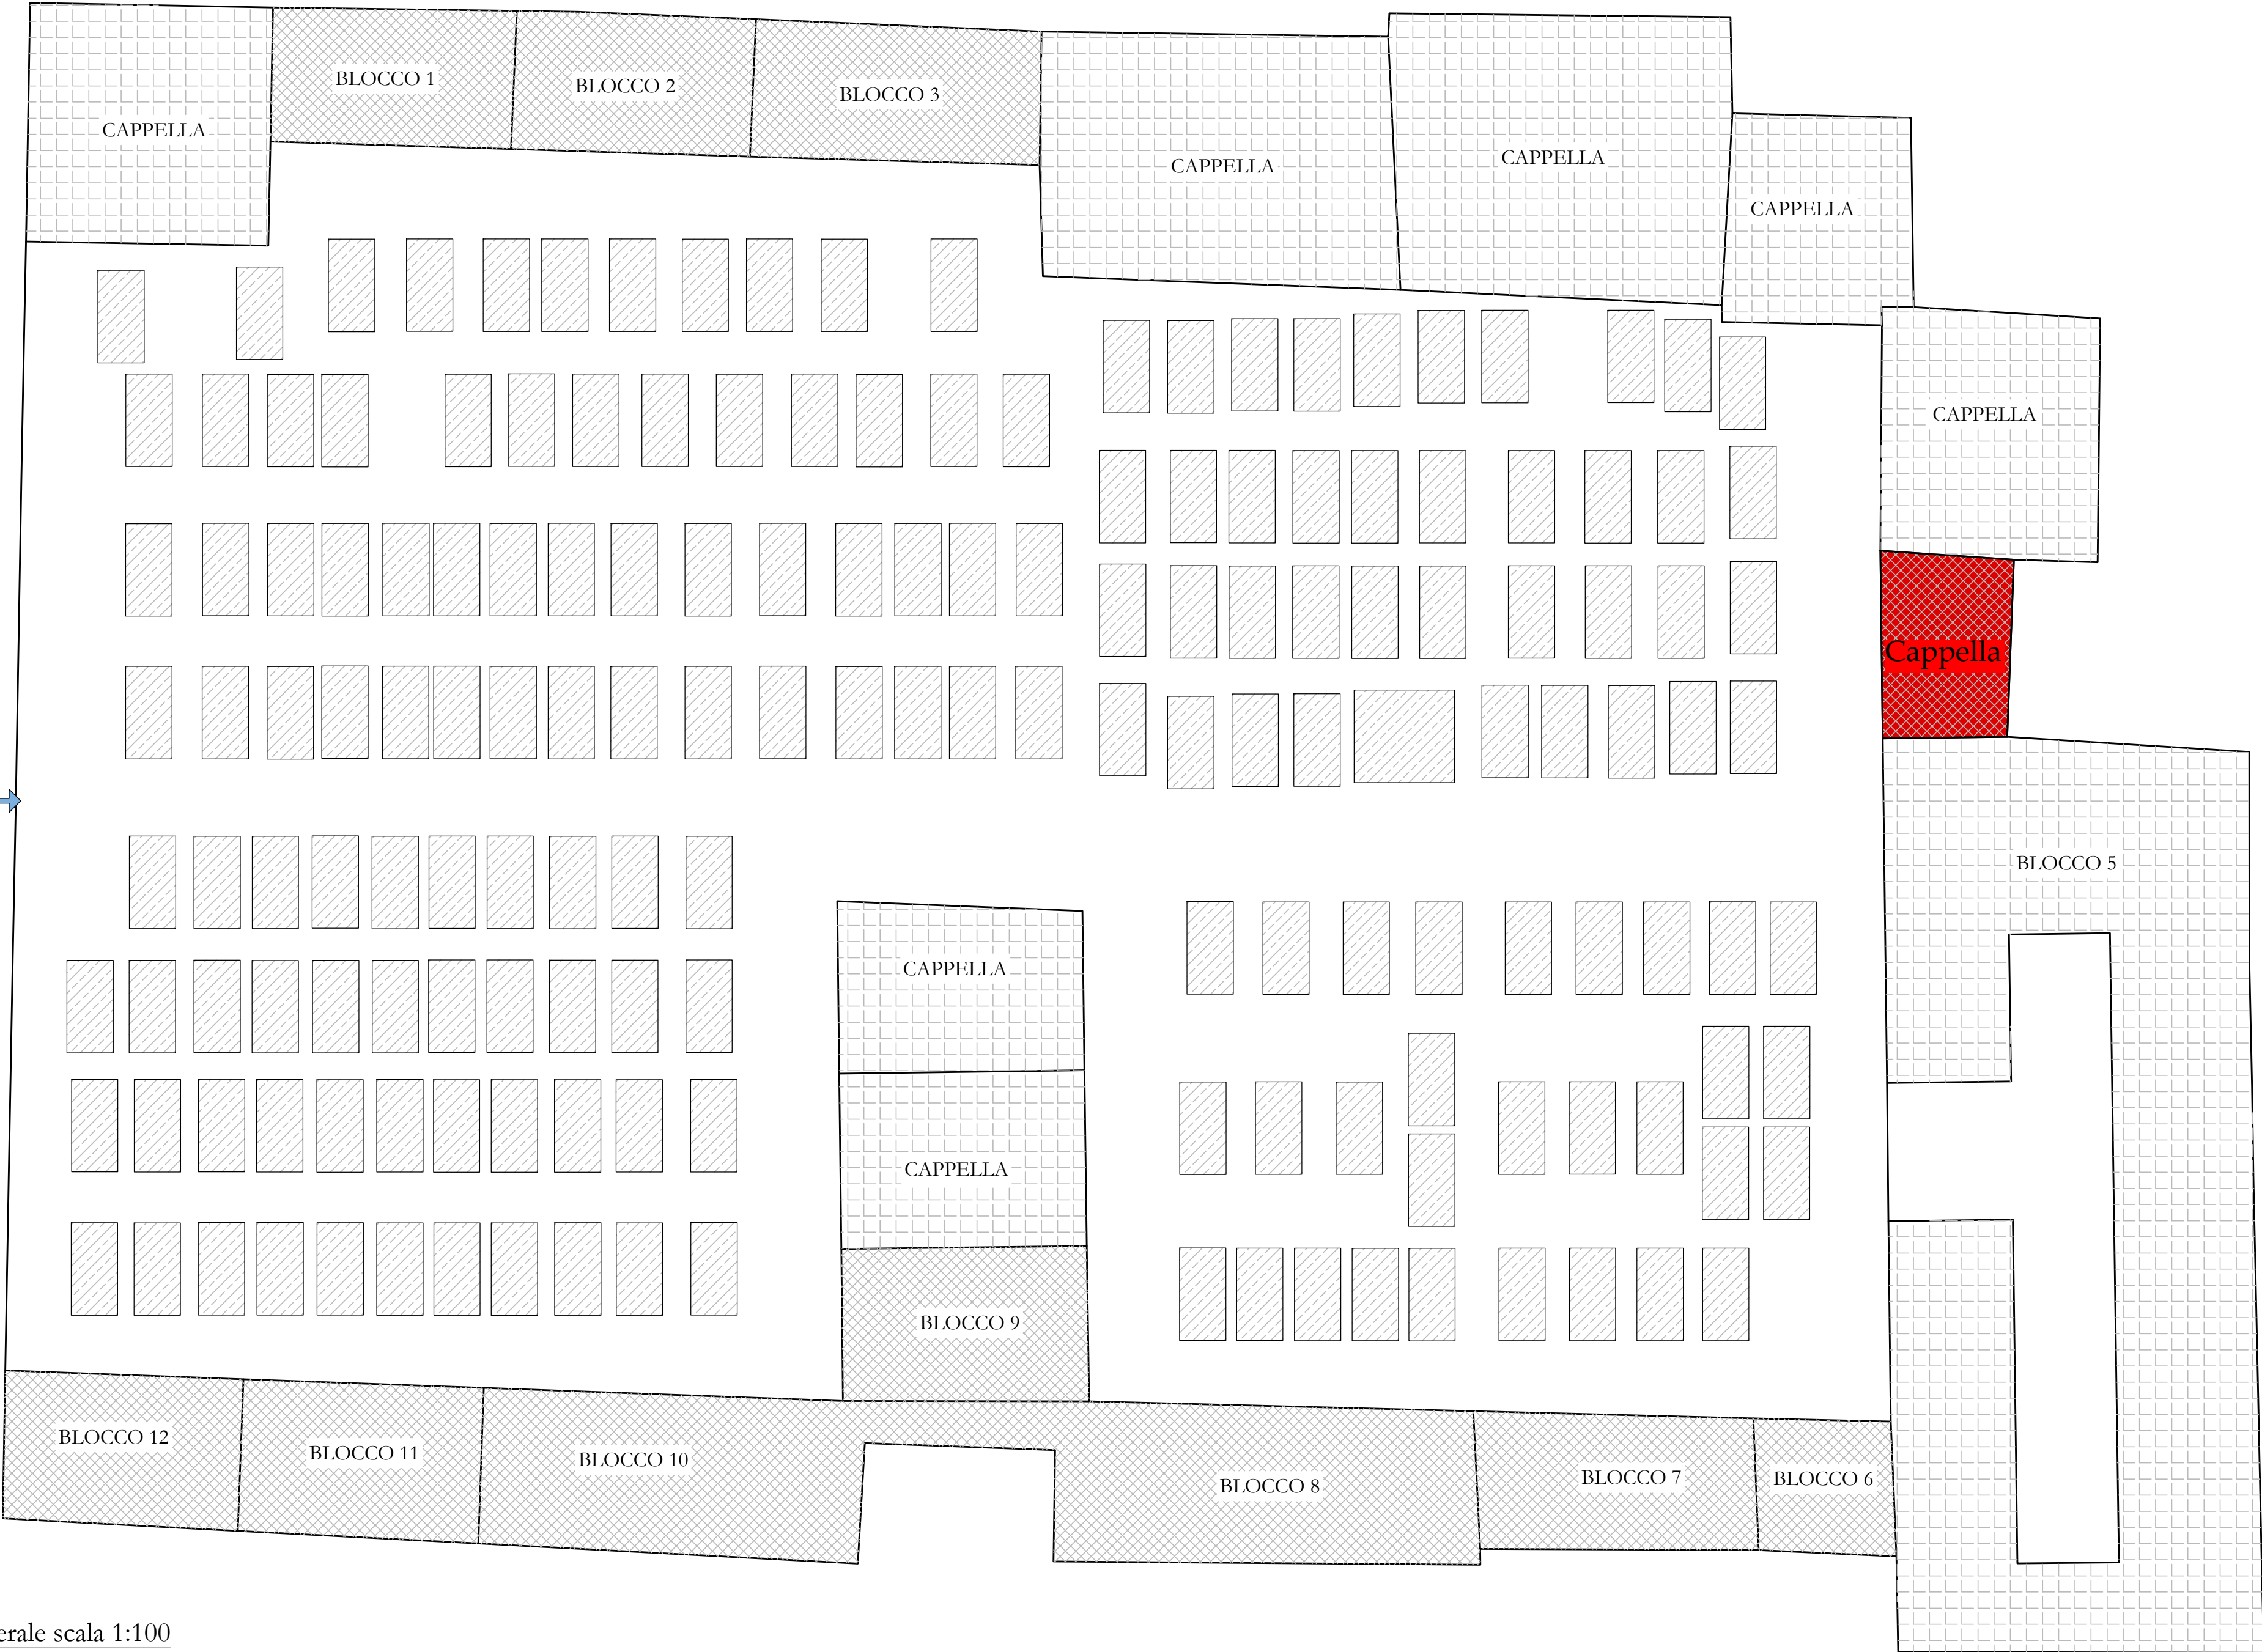 BLOCCO 1
BLOCCO 2
BLOCCO 3
CAPPELLA
CAPPELLA
CAPPELLA
CAPPELLA
CAPPELLA
Cappella
BLOCCO 5
CAPPELLA
CAPPELLA
BLOCCO 9
BLOCCO 12
BLOCCO 11
BLOCCO 10
BLOCCO 8
BLOCCO 7
BLOCCO 6
erale scala 1:100